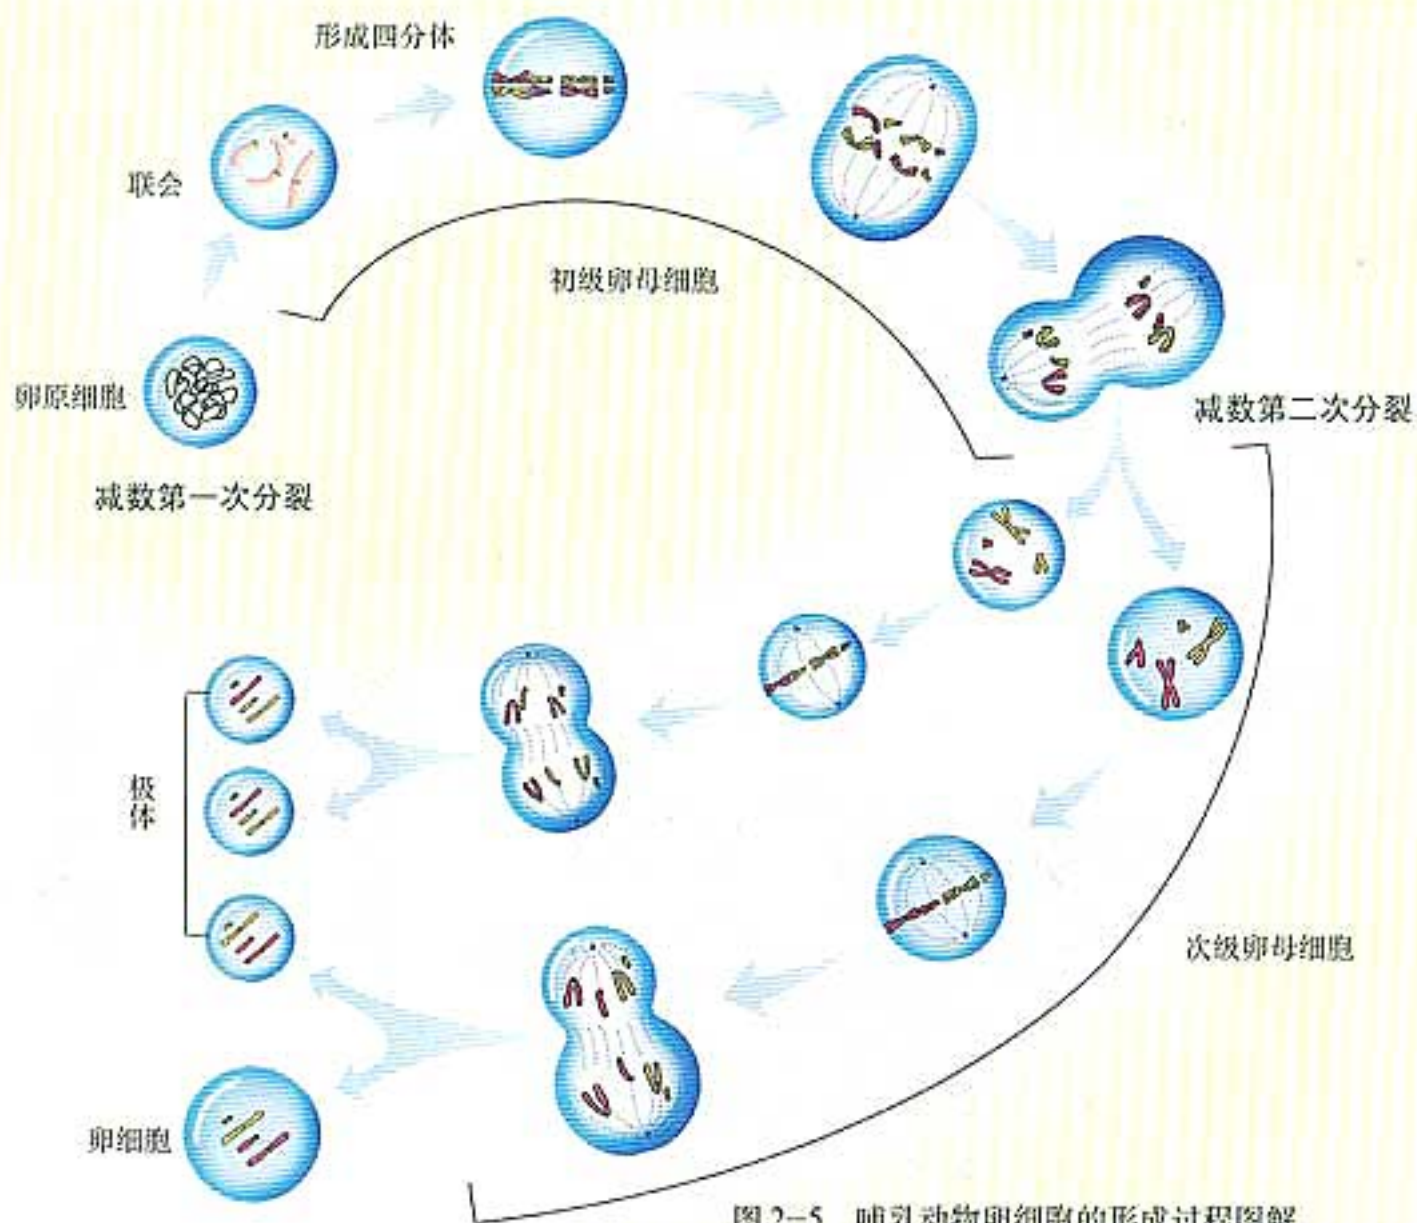 形成四分体
联会
初级卵母细胞
卵原细胞
减数第一次分裂
减数第二次分裂
极体
次级卵母细胞
卵细胞
图 2-5 哺乳动物卵细胞的形成过程图解